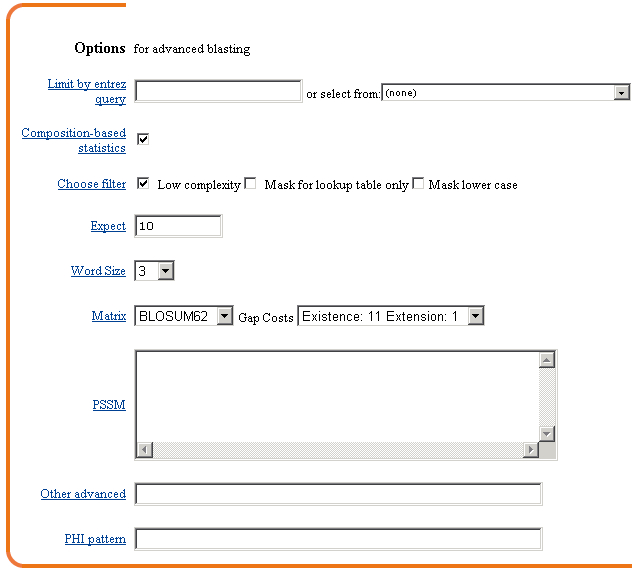 Options for advanced blasting
Limit by entrez
query
or select from: (none)
Composition-based
statistics
Choose filter Low complexity Mask for lookup table only Mask lower case
Expect 10
Word Size 3
Matrix BLOSUM62 Gap Costs Existence: 11 Extension: 1
PSSM
Other advanced
PHI pattern